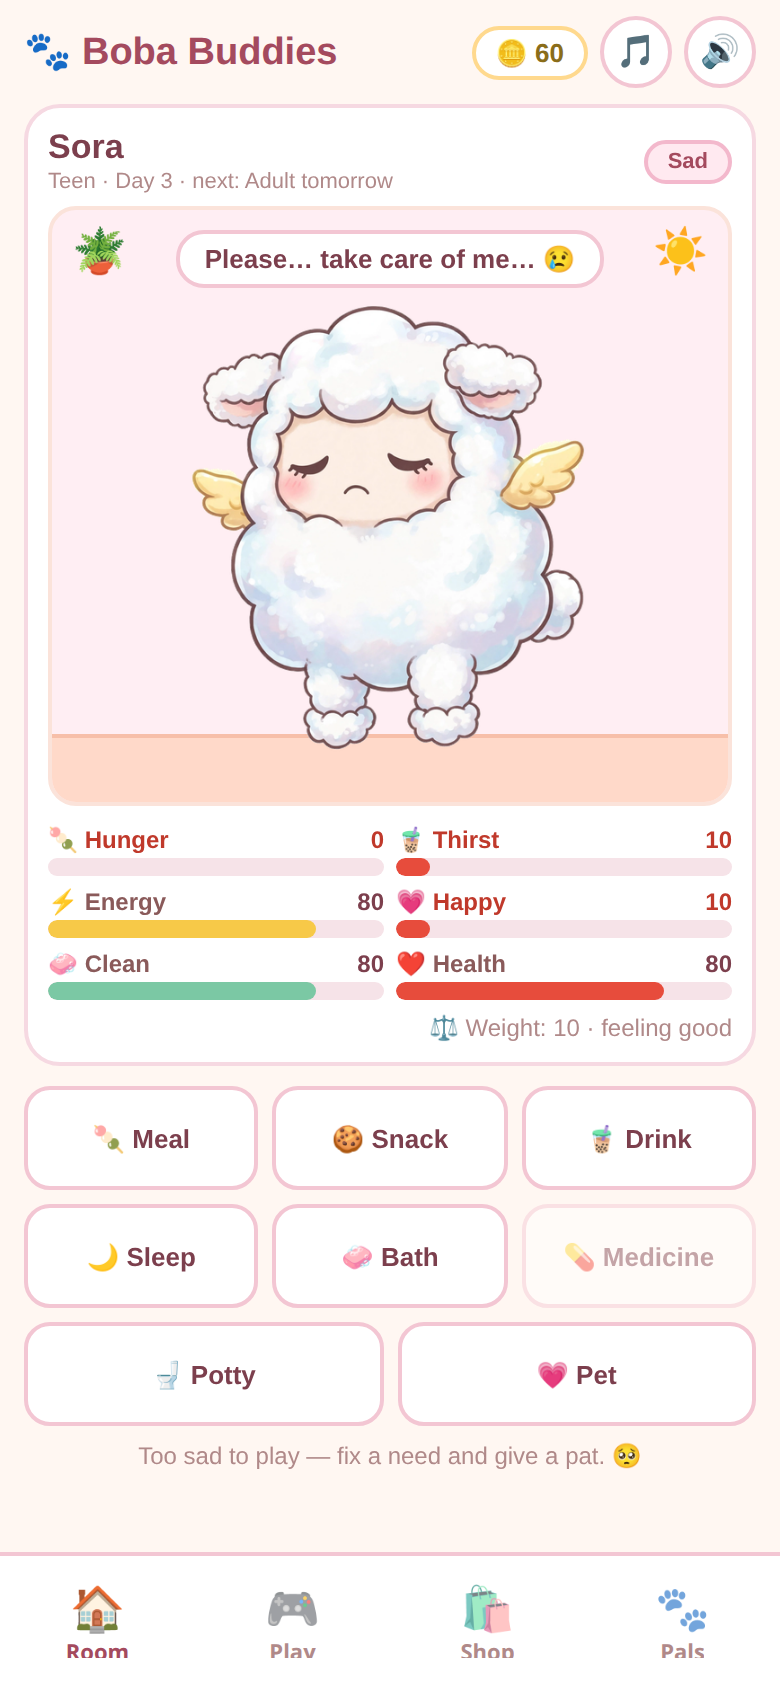 🐾 Boba Buddies 🪙 60 🎵 🔊
Sora
Sad
Teen · Day 3 · next: Adult tomorrow
Please… take care of me… 😢
🍡 Hunger 0
🧋 Thirst 10
⚡ Energy 80
💗 Happy 10
🧼 Clean 80
❤️ Health 80
⚖️ Weight: 10 · feeling good
🍡 Meal
🍪 Snack
🧋 Drink
🌙 Sleep
🧼 Bath
💊 Medicine
🚽 Potty
💗 Pet
Too sad to play — fix a need and give a pat. 🥺
Room
Play
Shop
Pals